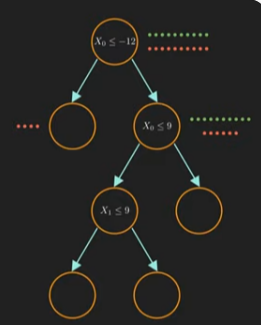 X₀ ≤ −12
X₀ ≤ 9
X₁ ≤ 9